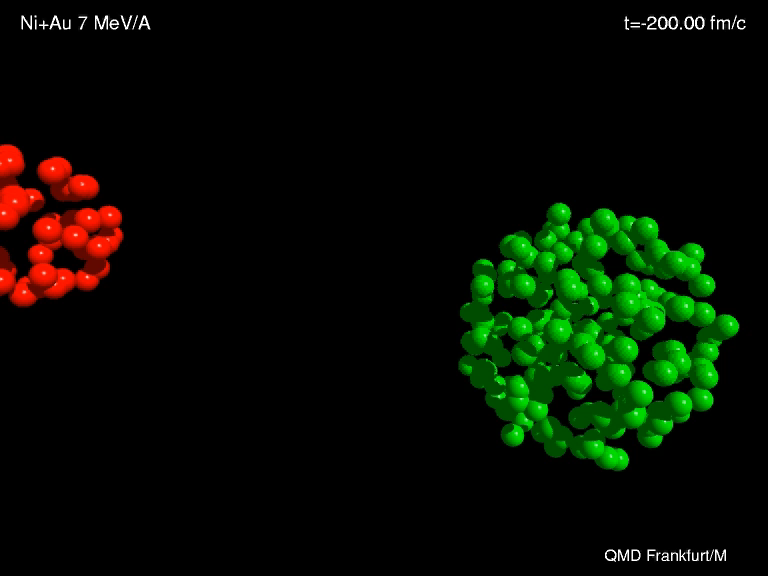 Ni+Au 7 MeV/A
t=-200.00 fm/c
QMD Frankfurt/M